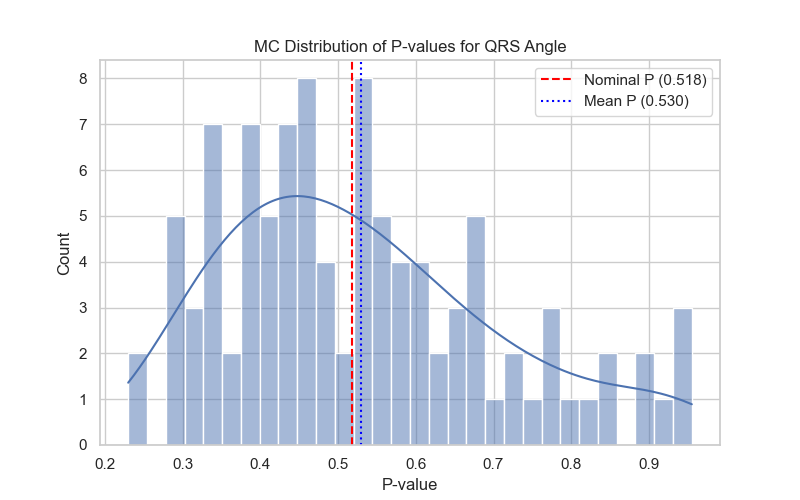 MC Distribution of P-values for QRS Angle
Nominal P (0.518)
Mean P (0.530)
Count
8
7
6
5
4
3
2
1
0
0.2 0.3 0.4 0.5 0.6 0.7 0.8 0.9
P-value